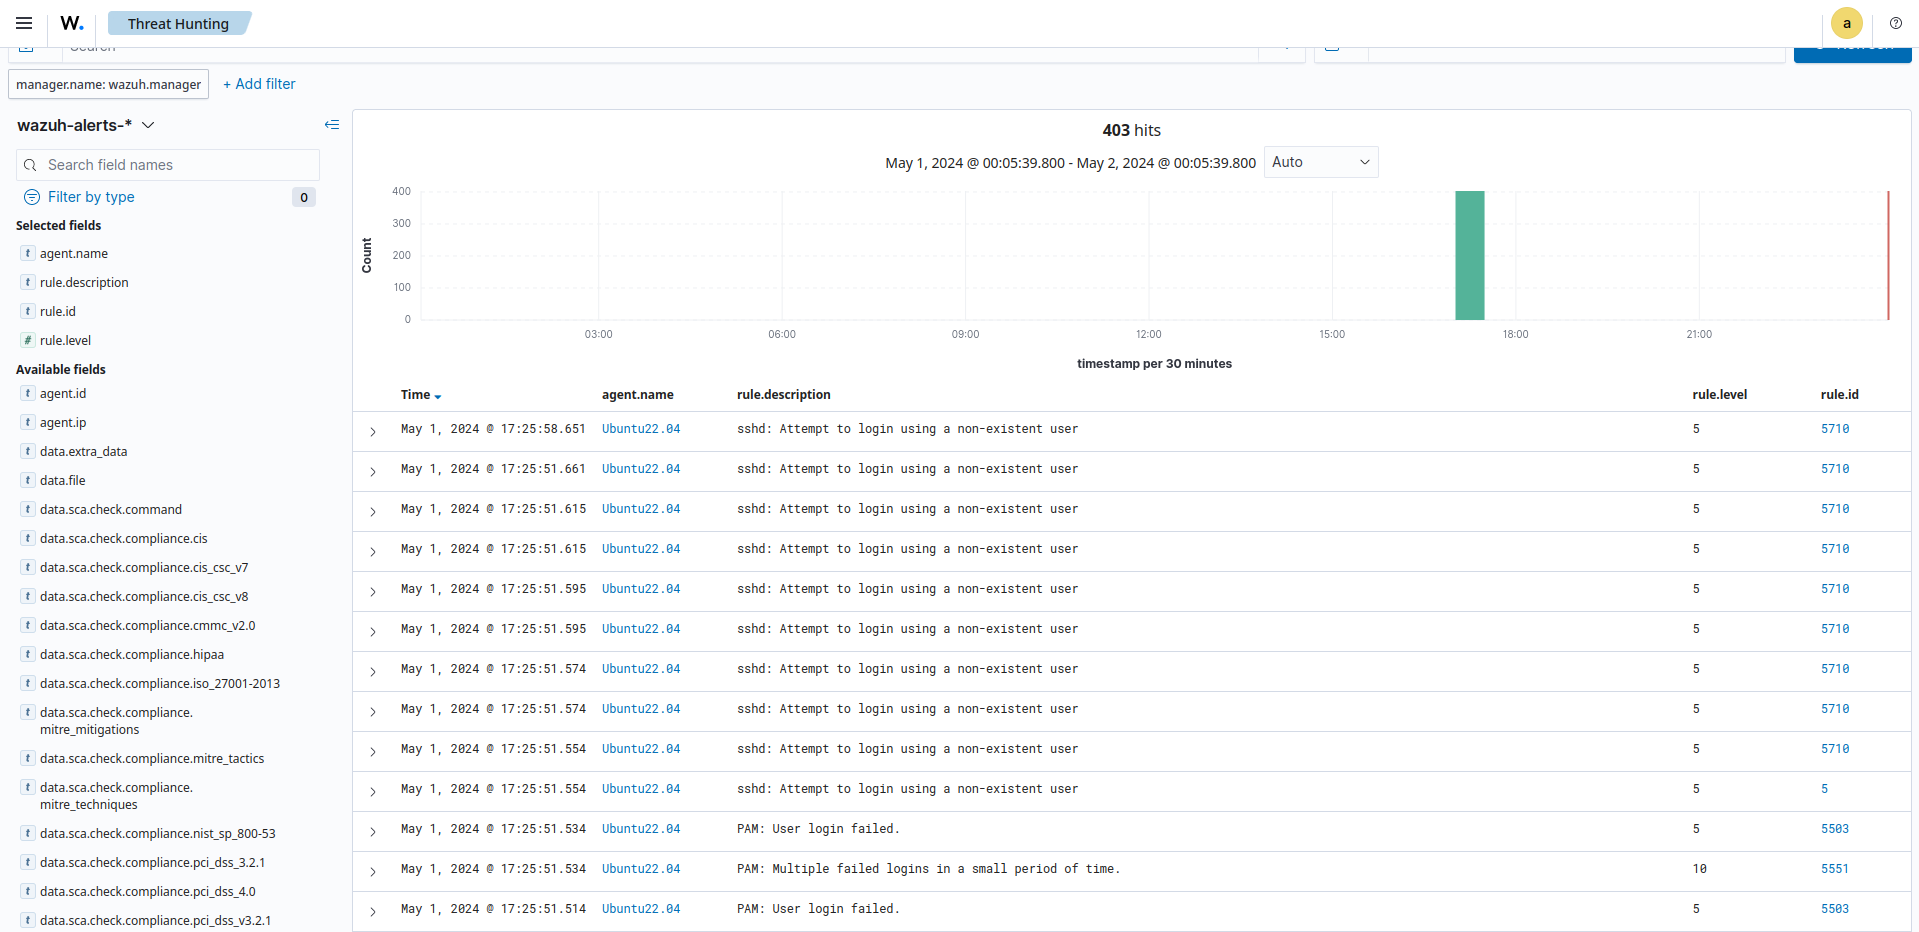 W.
Threat Hunting
a
Search
manager.name: wazuh.manager
+ Add filter
wazuh-alerts-*
Search field names
Filter by type
0
Selected fields
t agent.name
t rule.description
t rule.id
# rule.level
Available fields
t agent.id
t agent.ip
t data.extra_data
t data.file
t data.sca.check.command
t data.sca.check.compliance.cis
t data.sca.check.compliance.cis_csc_v7
t data.sca.check.compliance.cis_csc_v8
t data.sca.check.compliance.cmmc_v2.0
t data.sca.check.compliance.hipaa
t data.sca.check.compliance.iso_27001-2013
t data.sca.check.compliance.
mitre_mitigations
t data.sca.check.compliance.mitre_tactics
t data.sca.check.compliance.
mitre_techniques
t data.sca.check.compliance.nist_sp_800-53
t data.sca.check.compliance.pci_dss_3.2.1
t data.sca.check.compliance.pci_dss_4.0
t data.sca.check.compliance.pci_dss_v3.2.1
403 hits
May 1, 2024 @ 00:05:39.800 - May 2, 2024 @ 00:05:39.800 Auto
Count
400
300
200
100
0
03:00 06:00 09:00 12:00 15:00 18:00 21:00
timestamp per 30 minutes
Time agent.name rule.description rule.level rule.id
May 1, 2024 @ 17:25:58.651 Ubuntu22.04 sshd: Attempt to login using a non-existent user 5 5710
May 1, 2024 @ 17:25:51.661 Ubuntu22.04 sshd: Attempt to login using a non-existent user 5 5710
May 1, 2024 @ 17:25:51.615 Ubuntu22.04 sshd: Attempt to login using a non-existent user 5 5710
May 1, 2024 @ 17:25:51.615 Ubuntu22.04 sshd: Attempt to login using a non-existent user 5 5710
May 1, 2024 @ 17:25:51.595 Ubuntu22.04 sshd: Attempt to login using a non-existent user 5 5710
May 1, 2024 @ 17:25:51.595 Ubuntu22.04 sshd: Attempt to login using a non-existent user 5 5710
May 1, 2024 @ 17:25:51.574 Ubuntu22.04 sshd: Attempt to login using a non-existent user 5 5710
May 1, 2024 @ 17:25:51.574 Ubuntu22.04 sshd: Attempt to login using a non-existent user 5 5710
May 1, 2024 @ 17:25:51.554 Ubuntu22.04 sshd: Attempt to login using a non-existent user 5 5710
May 1, 2024 @ 17:25:51.554 Ubuntu22.04 sshd: Attempt to login using a non-existent user 5 5
May 1, 2024 @ 17:25:51.534 Ubuntu22.04 PAM: User login failed. 5 5503
May 1, 2024 @ 17:25:51.534 Ubuntu22.04 PAM: Multiple failed logins in a small period of time. 10 5551
May 1, 2024 @ 17:25:51.514 Ubuntu22.04 PAM: User login failed. 5 5503